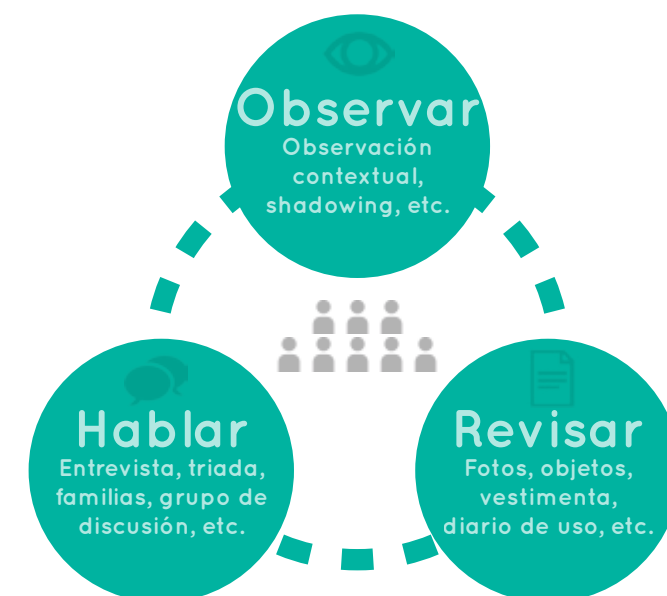 Observar
Observación
contextual,
shadowing, etc.
Hablar
Entrevista, triada,
familias, grupo de
discusión, etc.
Revisar
Fotos, objetos,
vestimenta,
diario de uso, etc.